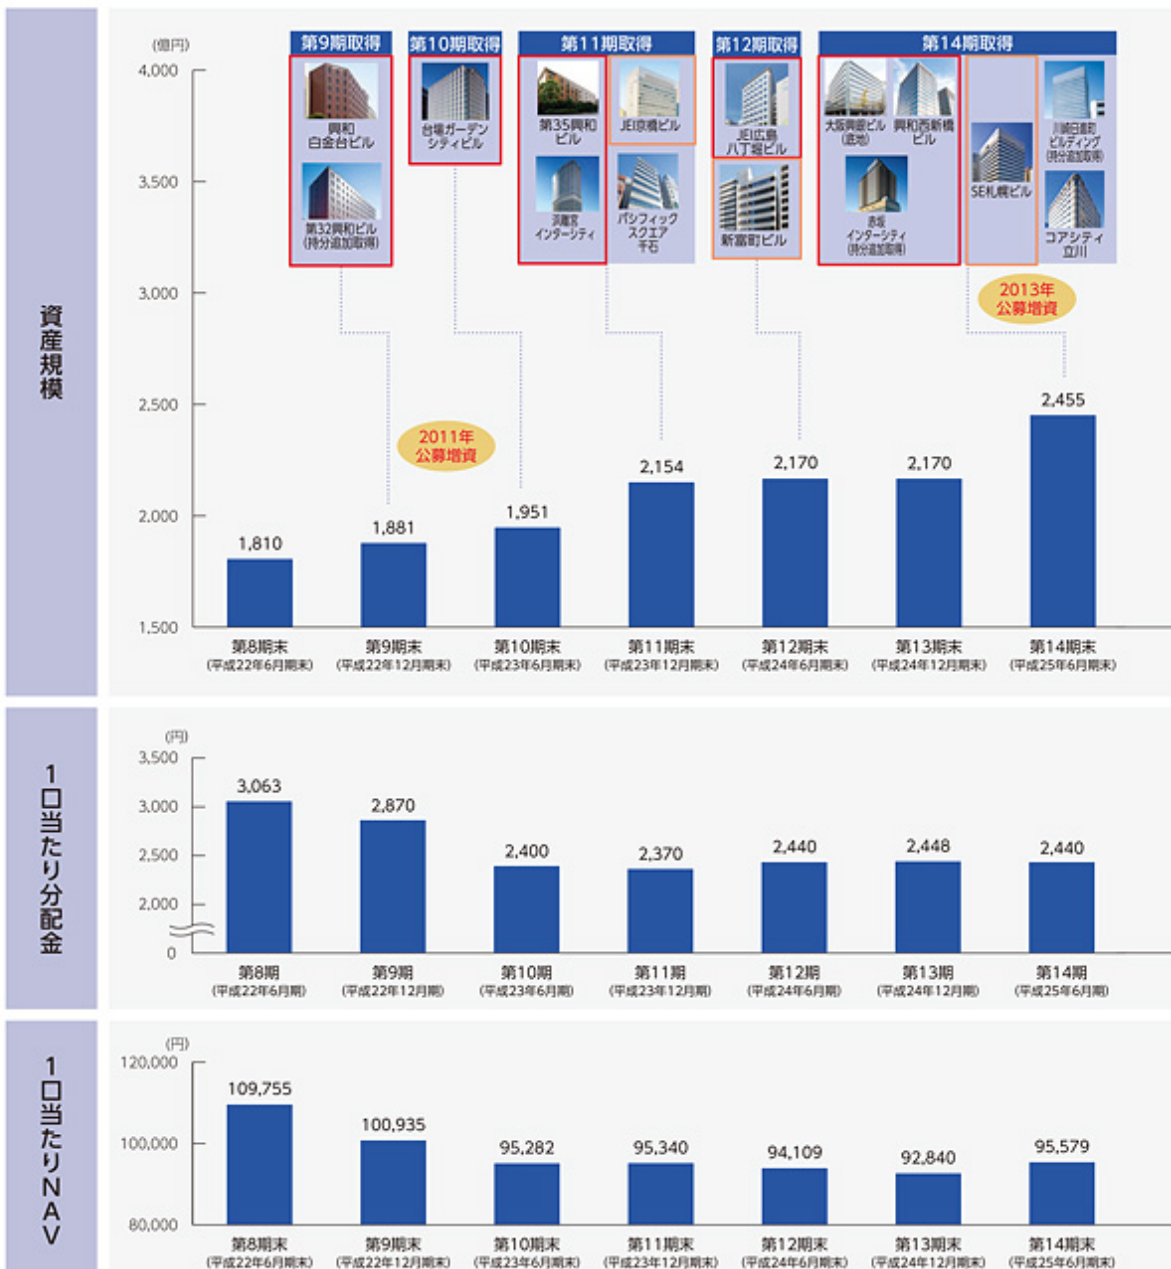 資産規模
(億円)
4,000
3,500
3,000
2,500
2,000
1,500
第9期取得
興和
白金台ビル
第32興和ビル
(持分追加取得)
第10期取得
台場ガーデン
シティビル
第11期取得
第35興和
ビル
JEI京橋ビル
浜離宮
インターシティ
パシフィック
スクエア
千石
第12期取得
JEI広島
八丁堀ビル
新富町ビル
第14期取得
大阪興銀ビル
(底地)
興和西新橋
ビル
赤坂
インターシティ
(持分追加取得)
SE札幌ビル
川崎日進町
ビルディング
(持分追加取得)
コアシティ
立川
2011年
公募増資
2013年
公募増資
1,810
1,881
1,951
2,154
2,170
2,170
2,455
第8期末
(平成22年6月期末)
第9期末
(平成22年12月期末)
第10期末
(平成23年6月期末)
第11期末
(平成23年12月期末)
第12期末
(平成24年6月期末)
第13期末
(平成24年12月期末)
第14期末
(平成25年6月期末)
1口当たり分配金
(円)
3,500
3,000
2,500
2,000
0
3,063
2,870
2,400
2,370
2,440
2,448
2,440
第8期
(平成22年6月期)
第9期
(平成22年12月期)
第10期
(平成23年6月期)
第11期
(平成23年12月期)
第12期
(平成24年6月期)
第13期
(平成24年12月期)
第14期
(平成25年6月期)
1口当たりNAV
(円)
120,000
100,000
80,000
109,755
100,935
95,282
95,340
94,109
92,840
95,579
第8期末
(平成22年6月期末)
第9期末
(平成22年12月期末)
第10期末
(平成23年6月期末)
第11期末
(平成23年12月期末)
第12期末
(平成24年6月期末)
第13期末
(平成24年12月期末)
第14期末
(平成25年6月期末)